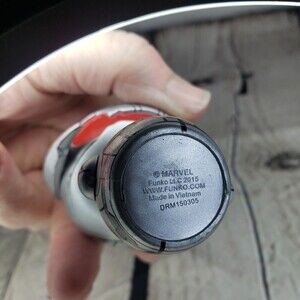 © MARVEL
Funko LLC 2015
WWW.FUNKO.COM
Made in Vietnam
DRM150305